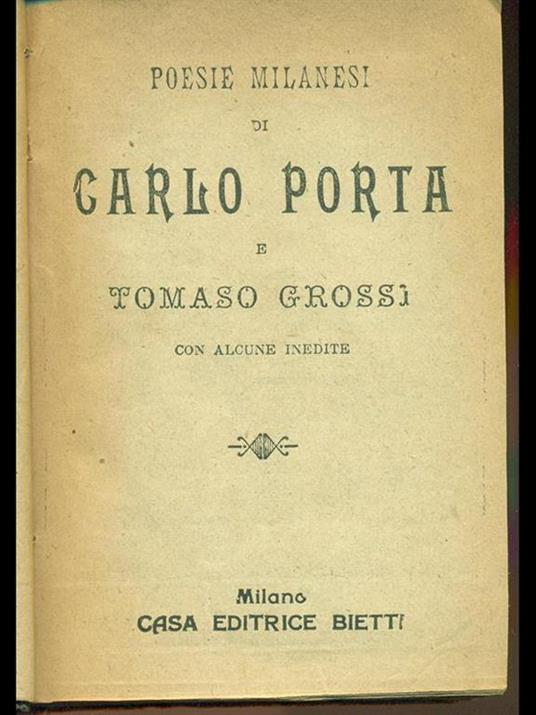 POESIE MILANESI
DI
CARLO PORTA
E
TOMASO GROSSI
CON ALCUNE INEDITE
Milano
CASA EDITRICE BIETTI